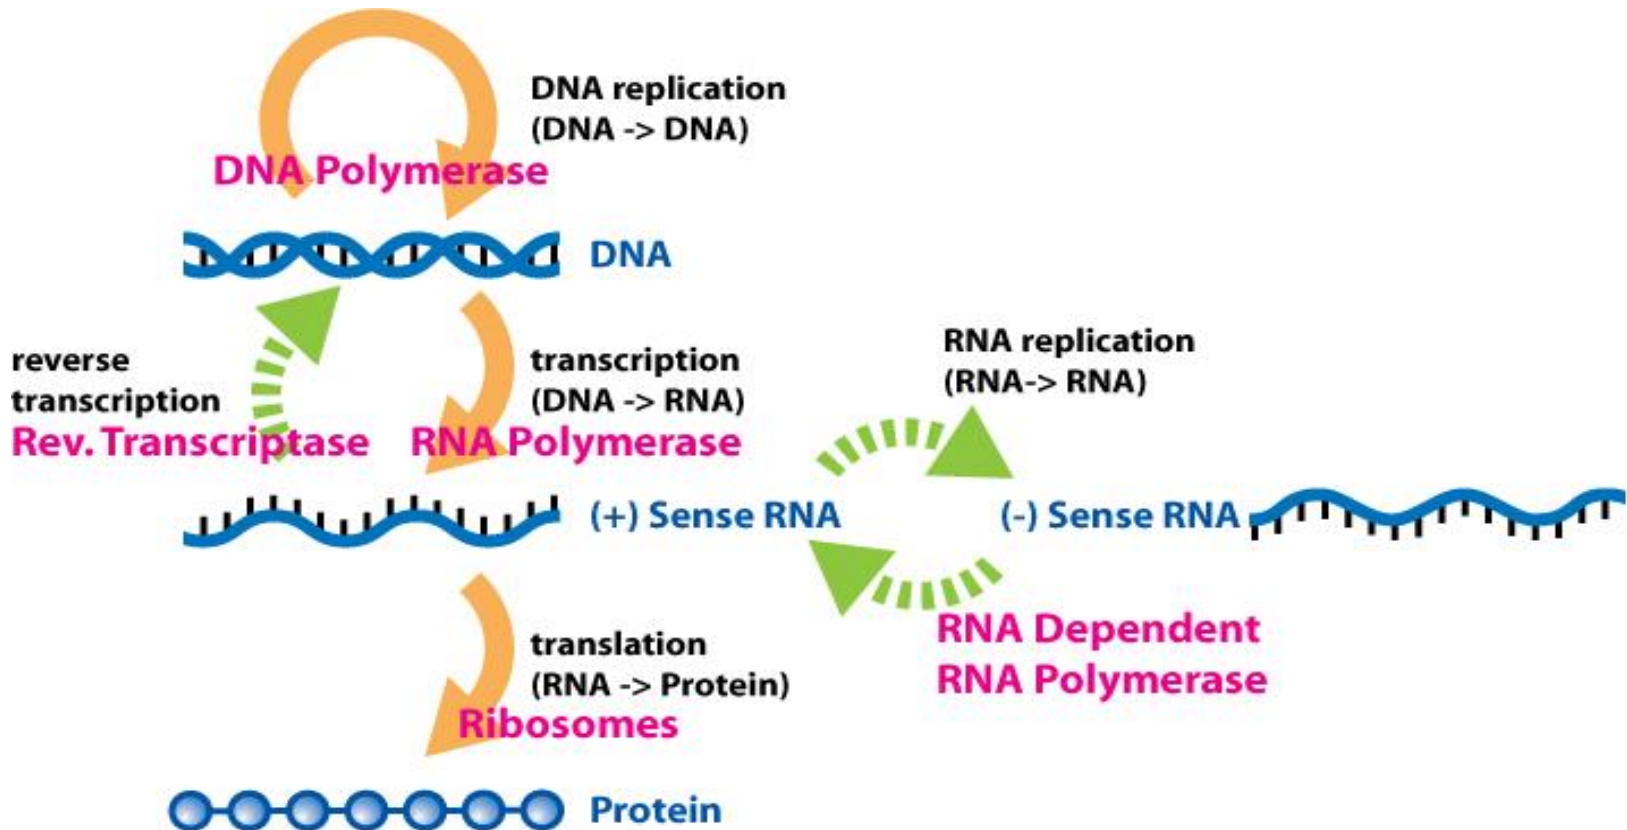 DNA replication
(DNA -> DNA)
DNA Polymerase
DNA
reverse
transcription
Rev. Transcriptase
transcription
(DNA -> RNA)
RNA Polymerase
RNA replication
(RNA-> RNA)
(+) Sense RNA
(-) Sense RNA
RNA Dependent
RNA Polymerase
translation
(RNA -> Protein)
Ribosomes
Protein